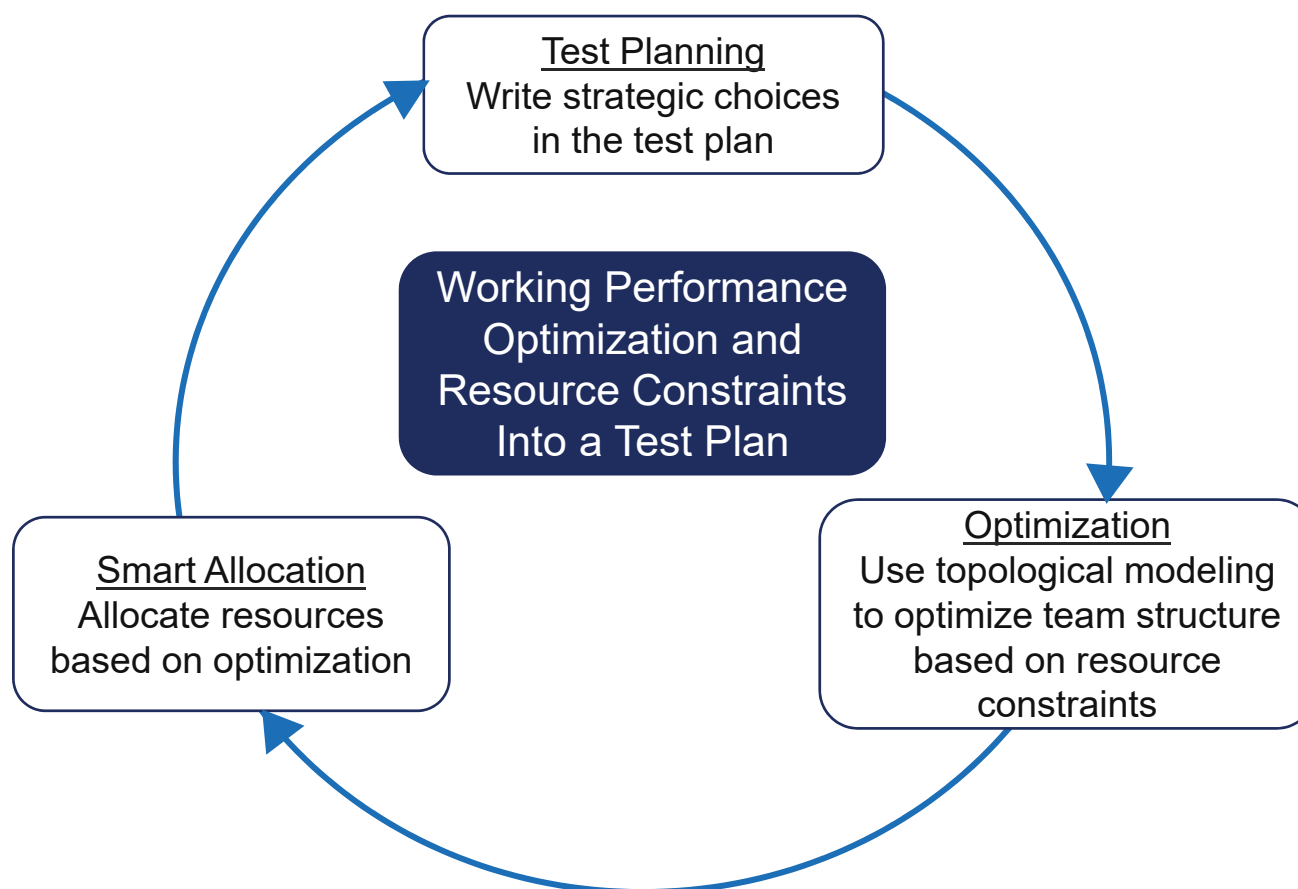 Test Planning
Write strategic choices
in the test plan
Working Performance
Optimization and
Resource Constraints
Into a Test Plan
Smart Allocation
Allocate resources
based on optimization
Optimization
Use topological modeling
to optimize team structure
based on resource
constraints